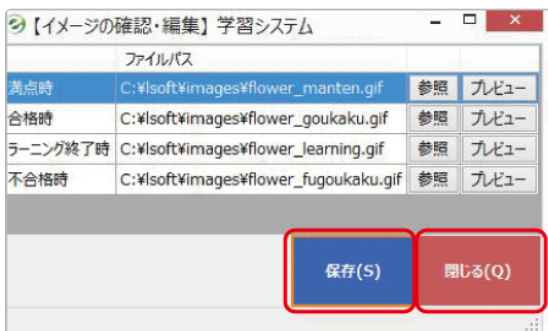 【イメージの確認・編集】学習システム
ファイルパス
満点時 C:¥lsoft¥images¥flower_manten.gif 参照 プレビュー
合格時 C:¥lsoft¥images¥flower_goukaku.gif 参照 プレビュー
ラーニング終了時 C:¥lsoft¥images¥flower_learning.gif 参照 プレビュー
不合格時 C:¥lsoft¥images¥flower_fugoukaku.gif 参照 プレビュー
保存(S) 閉じる(Q)